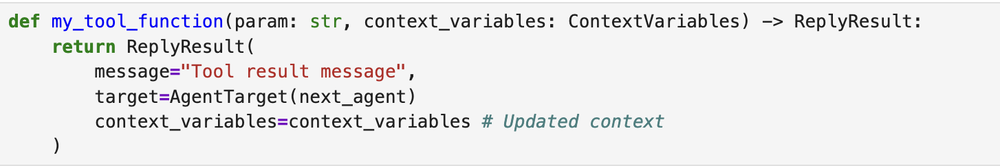 def my_tool_function(param: str, context_variables: ContextVariables) -> ReplyResult:
    return ReplyResult(
        message="Tool result message",
        target=AgentTarget(next_agent)
        context_variables=context_variables # Updated context
    )